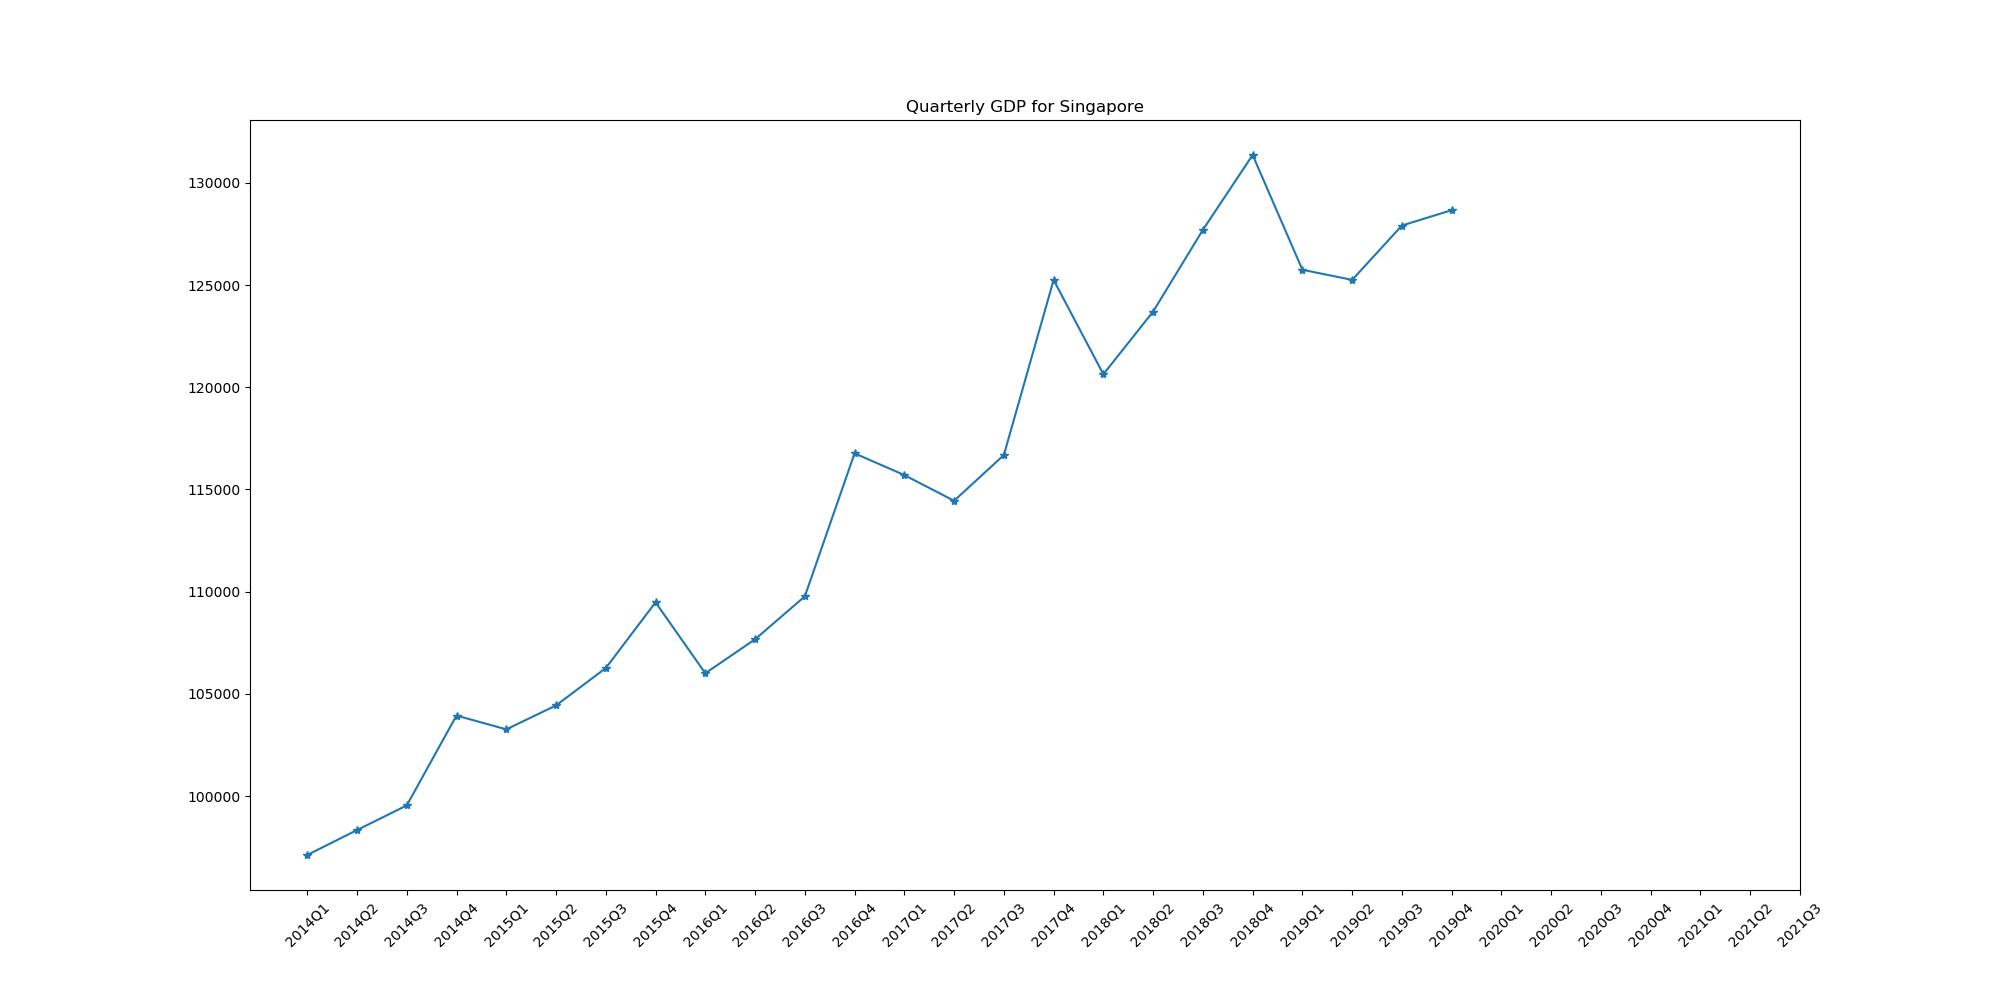 Quarterly GDP for Singapore
130000
125000
120000
115000
110000
105000
100000
2014Q1
2014Q2
2014Q3
2014Q4
2015Q1
2015Q2
2015Q3
2015Q4
2016Q1
2016Q2
2016Q3
2016Q4
2017Q1
2017Q2
2017Q3
2017Q4
2018Q1
2018Q2
2018Q3
2018Q4
2019Q1
2019Q2
2019Q3
2019Q4
2020Q1
2020Q2
2020Q3
2020Q4
2021Q1
2021Q2
2021Q3